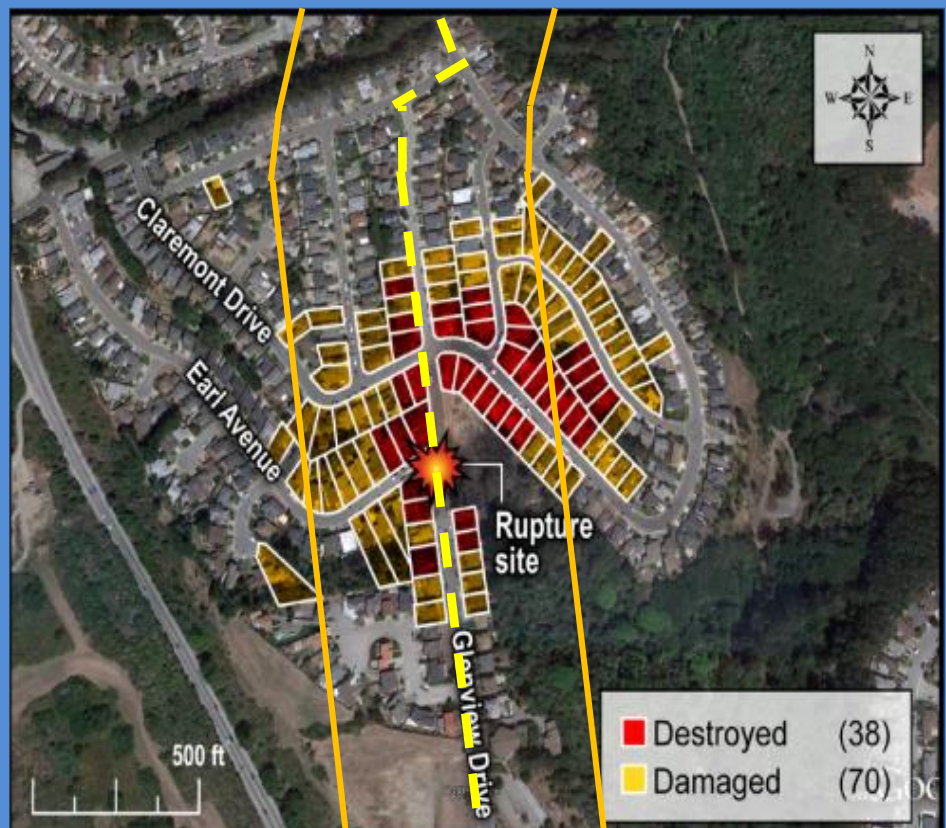 N
W E
S
Claremont Drive
Earl Avenue
Rupture
site
Glenview Drive
500 ft
Destroyed (38)
Damaged (70)